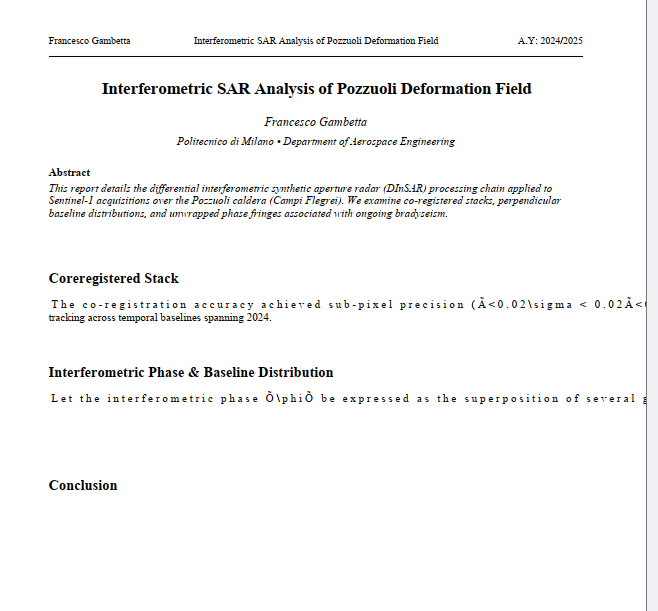 Francesco Gambetta Interferometric SAR Analysis of Pozzuoli Deformation Field A.Y: 2024/2025
Interferometric SAR Analysis of Pozzuoli Deformation Field
Francesco Gambetta
Politecnico di Milano • Department of Aerospace Engineering
Abstract
This report details the differential interferometric synthetic aperture radar (DInSAR) processing chain applied to
Sentinel-1 acquisitions over the Pozzuoli caldera (Campi Flegrei). We examine co-registered stacks, perpendicular
baseline distributions, and unwrapped phase fringes associated with ongoing bradyseism.
Coreregistered Stack
The co-registration accuracy achieved sub-pixel precision (Ã<0.02\sigma < 0.02Ã<
tracking across temporal baselines spanning 2024.
Interferometric Phase & Baseline Distribution
Let the interferometric phase Õ\phiÕ be expressed as the superposition of several
Conclusion